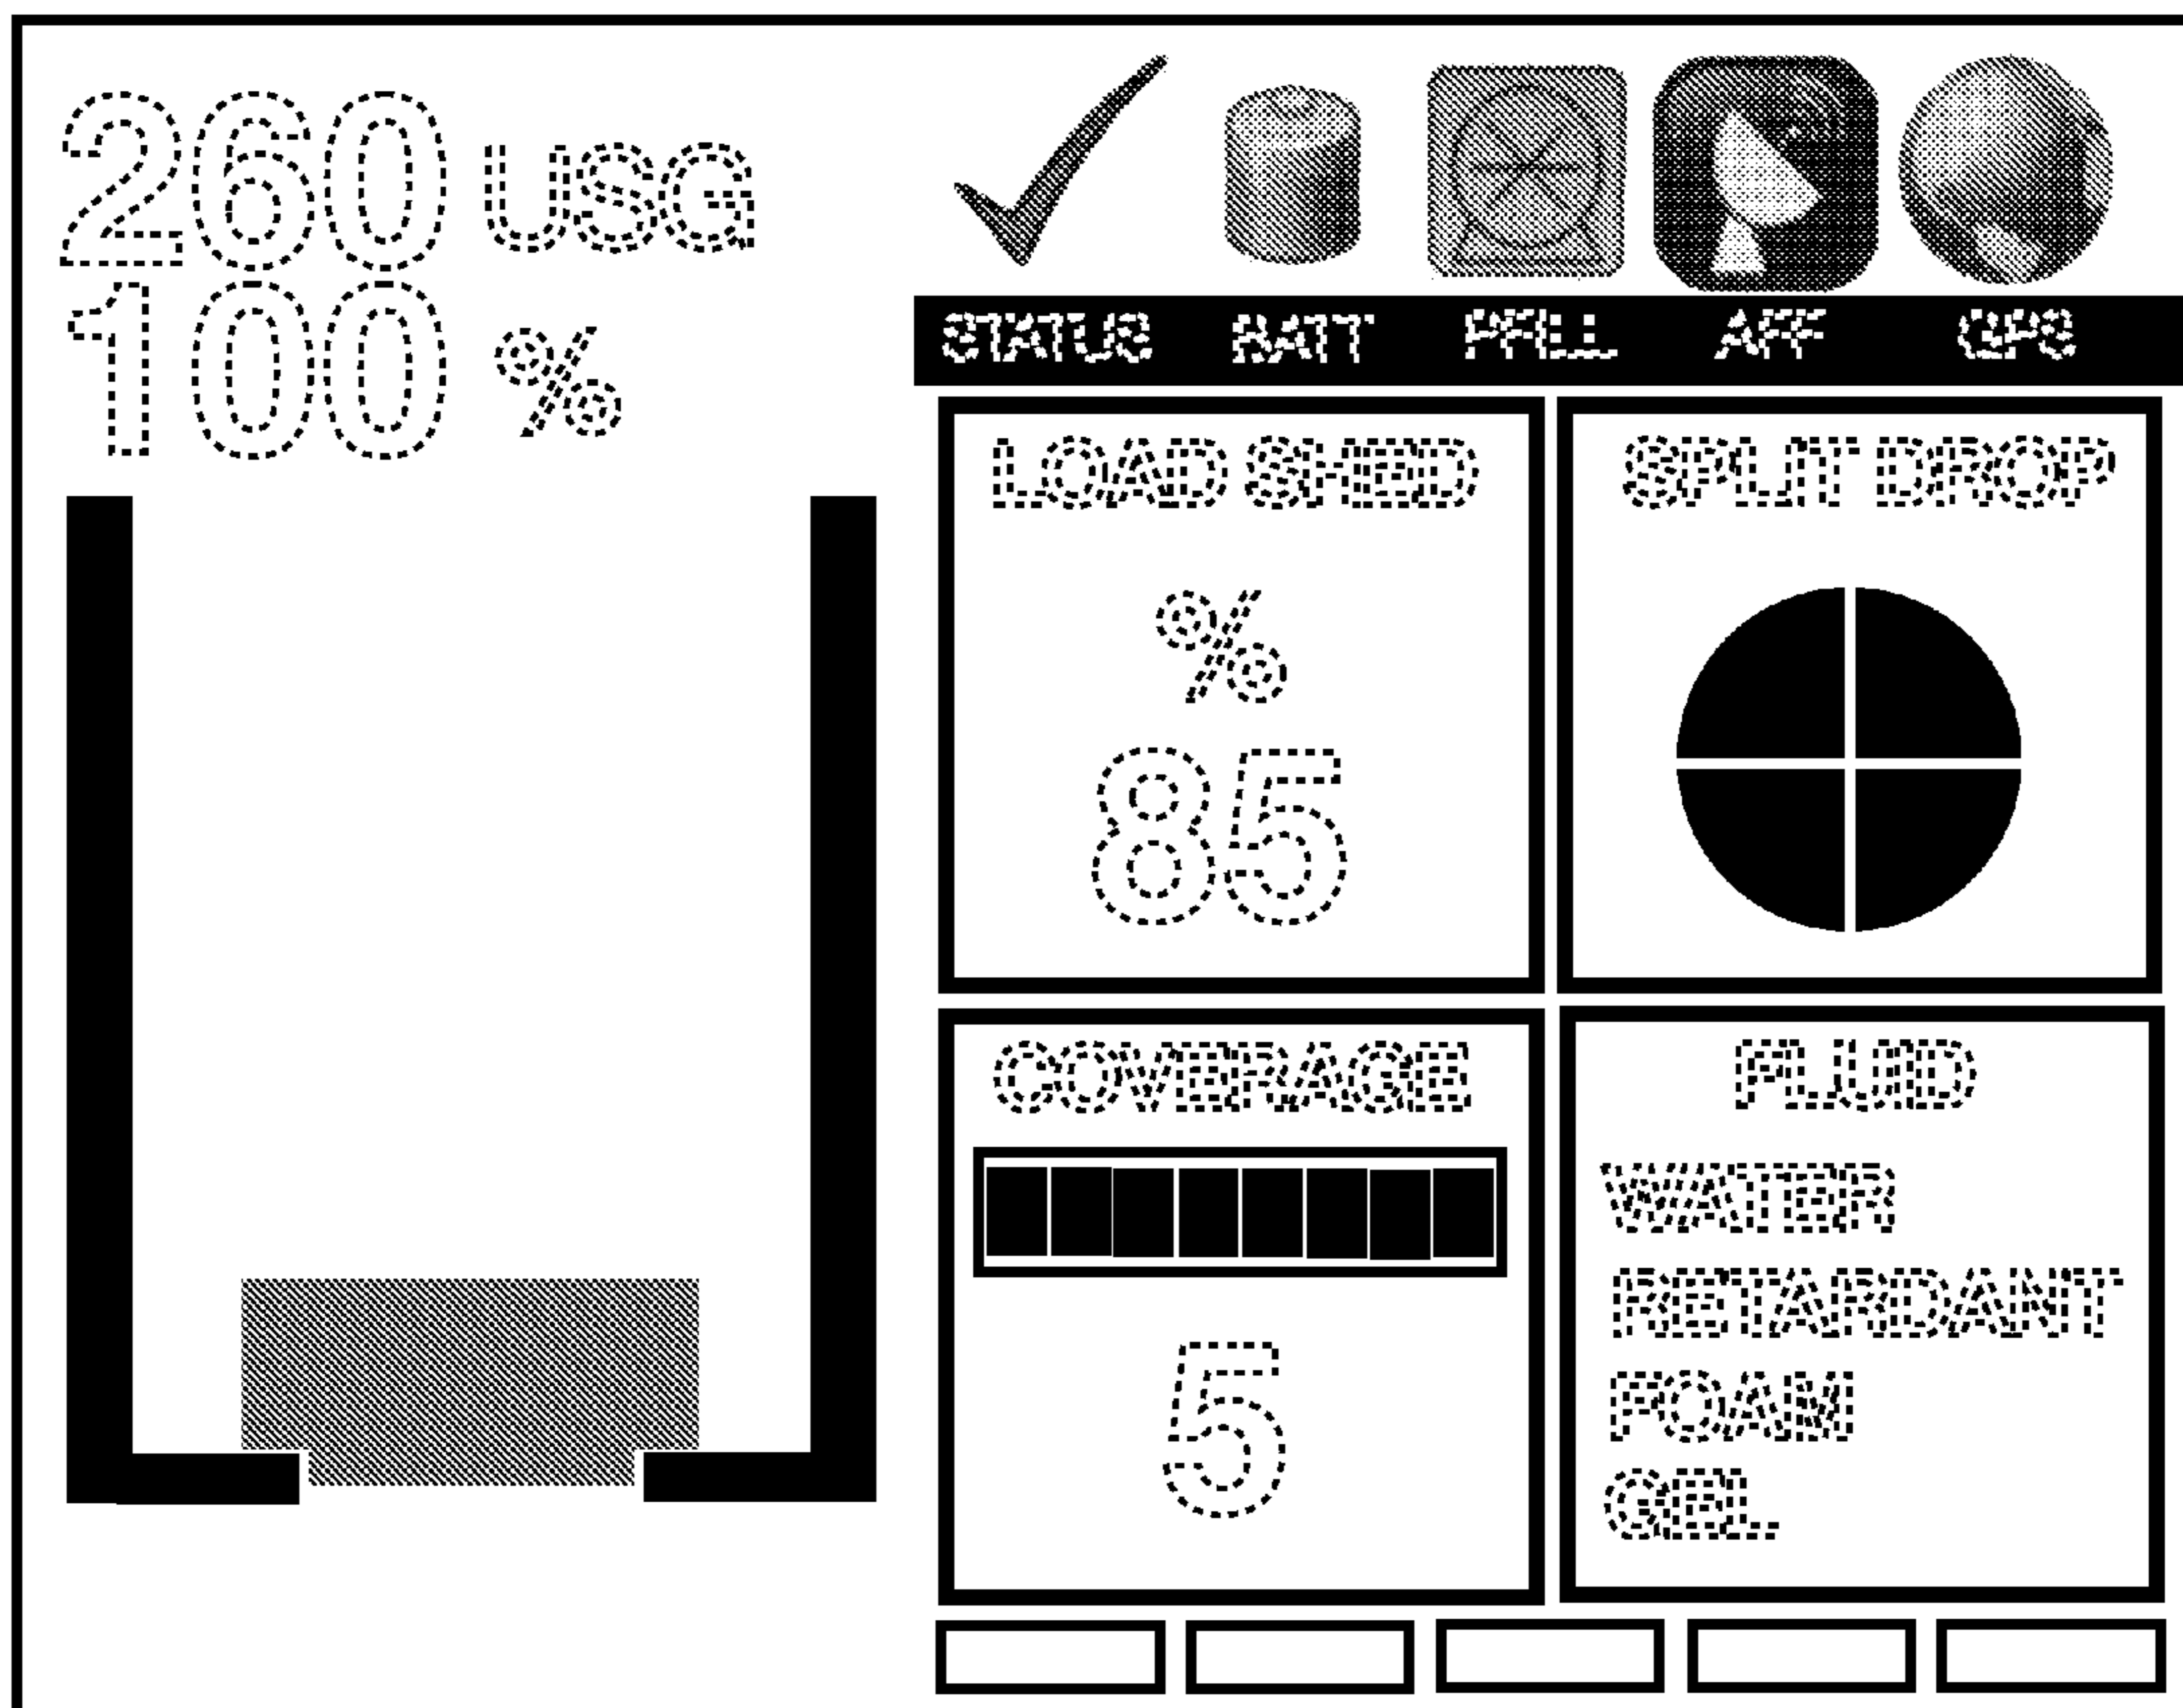 260 USG
100 %
STATUS BATT PFILL AFF GPS
LOAD SHED
%
85
SPLIT DROP
COVERAGE
5
FLUID
WATER
RETARDANT
FOAM
GEL